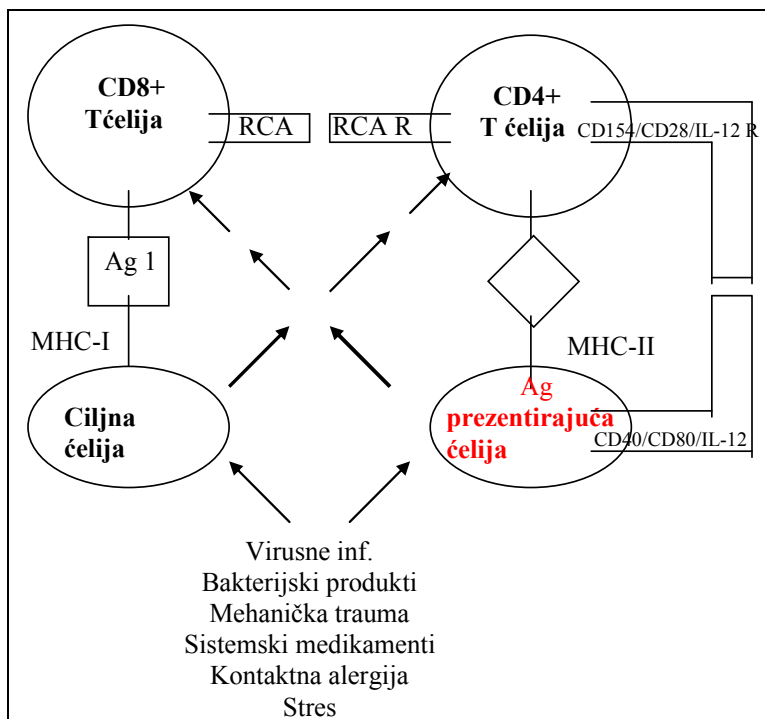 CD8+
Tćelija
RCA
RCA R
CD4+
T ćelija
CD154/CD28/IL-12 R
Ag 1
MHC-I
MHC-II
Ciljna
ćelija
Ag
prezentirajuća
ćelija
CD40/CD80/IL-12
Virusne inf.
Bakterijski produkti
Mehanička trauma
Sistemski medikamenti
Kontaktna alergija
Stres